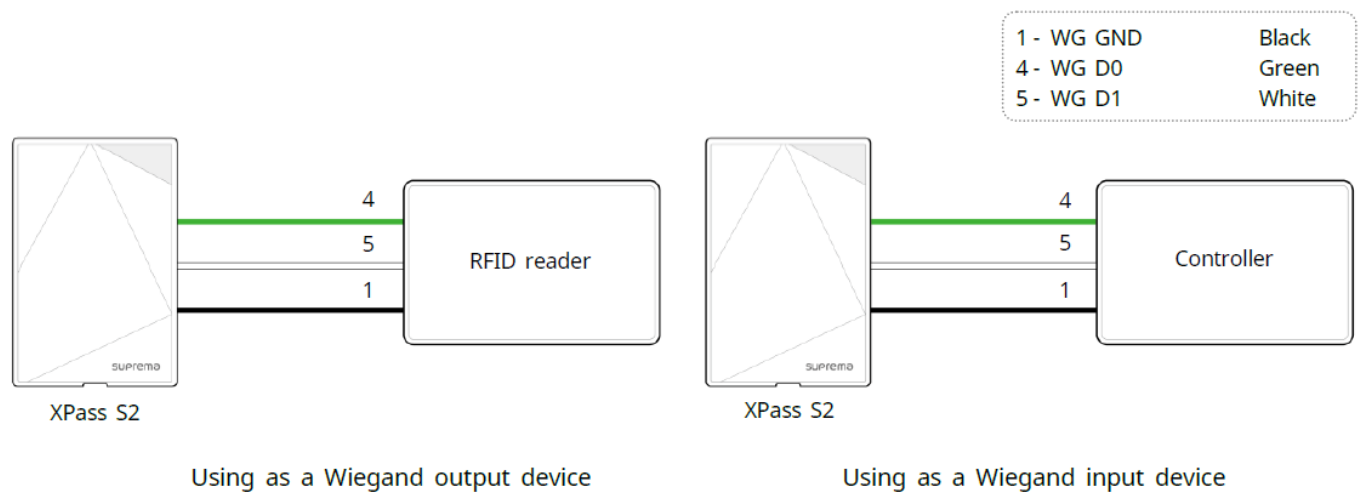 1 - WG GND Black
4 - WG D0 Green
5 - WG D1 White
4
5
1
RFID reader
suprema
XPass S2
Using as a Wiegand output device
4
5
1
Controller
suprema
XPass S2
Using as a Wiegand input device